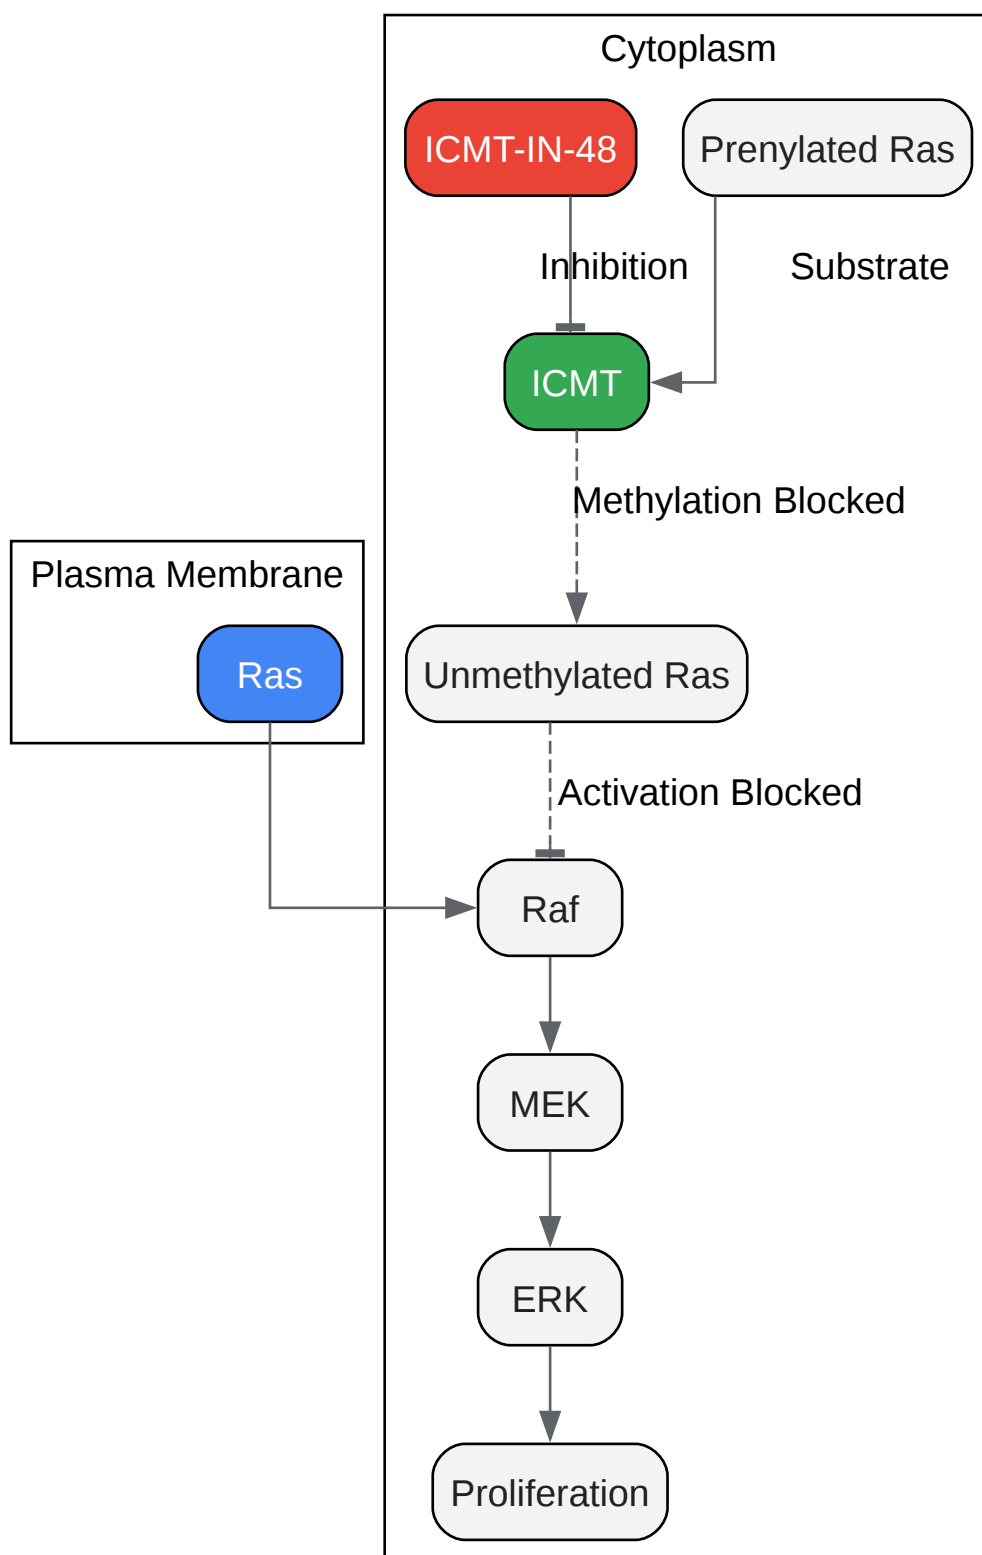 Cytoplasm
ICMT-IN-48
Prenylated Ras
Inhibition
Substrate
ICMT
Methylation Blocked
Plasma Membrane
Ras
Unmethylated Ras
Activation Blocked
Raf
MEK
ERK
Proliferation